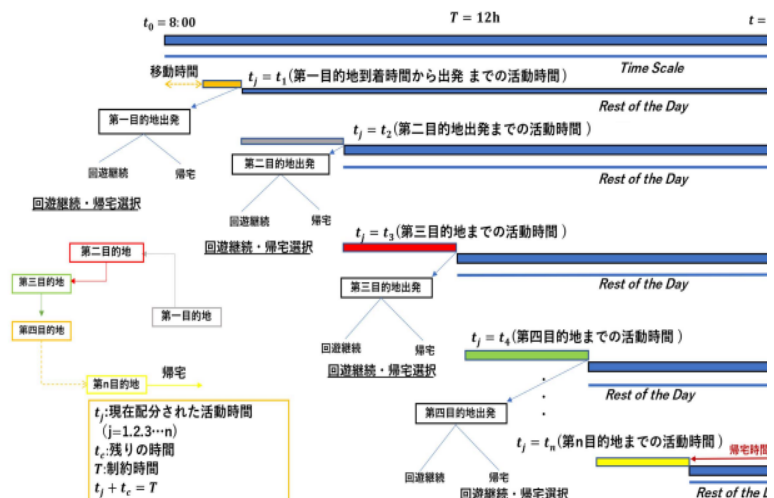 t₀ = 8:00
T = 12h
t =
Time Scale
移動時間
t_j = t₁(第一目的地到着時間から出発 までの活動時間 )
Rest of the Day
第一目的地出発
回遊継続
帰宅
回遊継続・帰宅選択
t_j = t₂(第二目的地出発までの活動時間 )
Rest of the Day
第二目的地出発
回遊継続
帰宅
回遊継続・帰宅選択
t_j = t₃(第三目的地までの活動時間 )
Rest of the Day
第三目的地出発
回遊継続
帰宅
回遊継続・帰宅選択
第二目的地
第三目的地
第一目的地
第四目的地
第n目的地
帰宅
t_j = t₄(第四目的地までの活動時間 )
Rest of the Day
第四目的地出発
回遊継続
帰宅
回遊継続・帰宅選択
t_j = t_n(第n目的地までの活動時間 )
帰宅時間
Rest of the D
t_j:現在配分された活動時間
(j=1.2.3…n)
t_c:残りの時間
T:制約時間
t_j + t_c = T